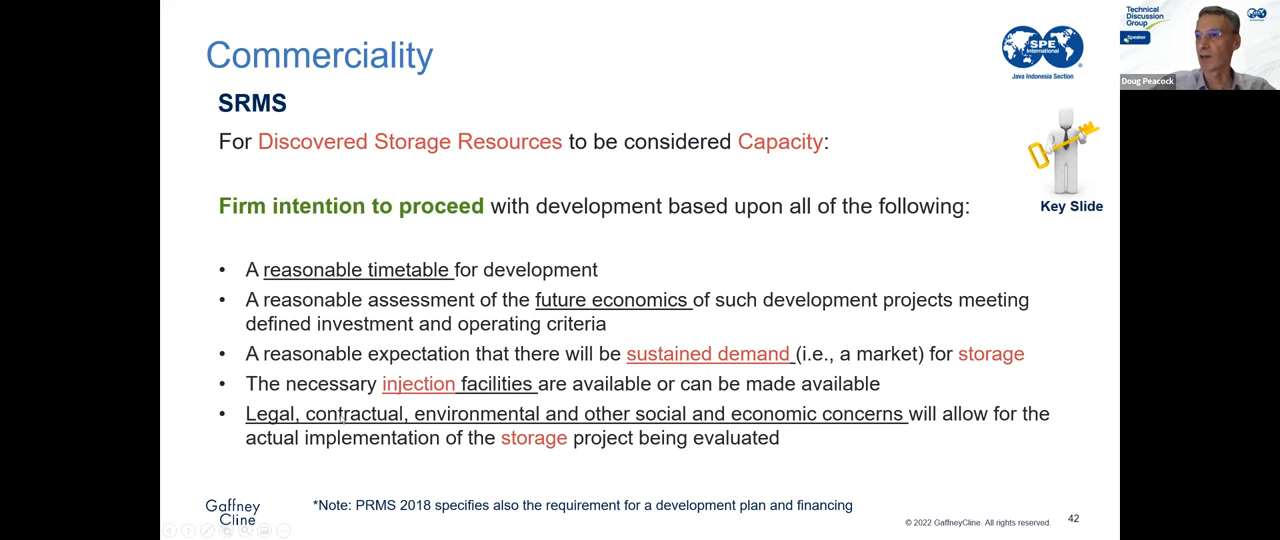 Commerciality
SPE
International
Java Indonesia Section
Technical
Discussion
Group
Speaker
Doug Peacock
SRMS
For Discovered Storage Resources to be considered Capacity:
Firm intention to proceed with development based upon all of the following:
Key Slide
• A reasonable timetable for development
• A reasonable assessment of the future economics of such development projects meeting
defined investment and operating criteria
• A reasonable expectation that there will be sustained demand (i.e., a market) for storage
• The necessary injection facilities are available or can be made available
• Legal, contractual, environmental and other social and economic concerns will allow for the
actual implementation of the storage project being evaluated
Gaffney
Cline
*Note: PRMS 2018 specifies also the requirement for a development plan and financing
© 2022 GaffneyCline. All rights reserved.
42